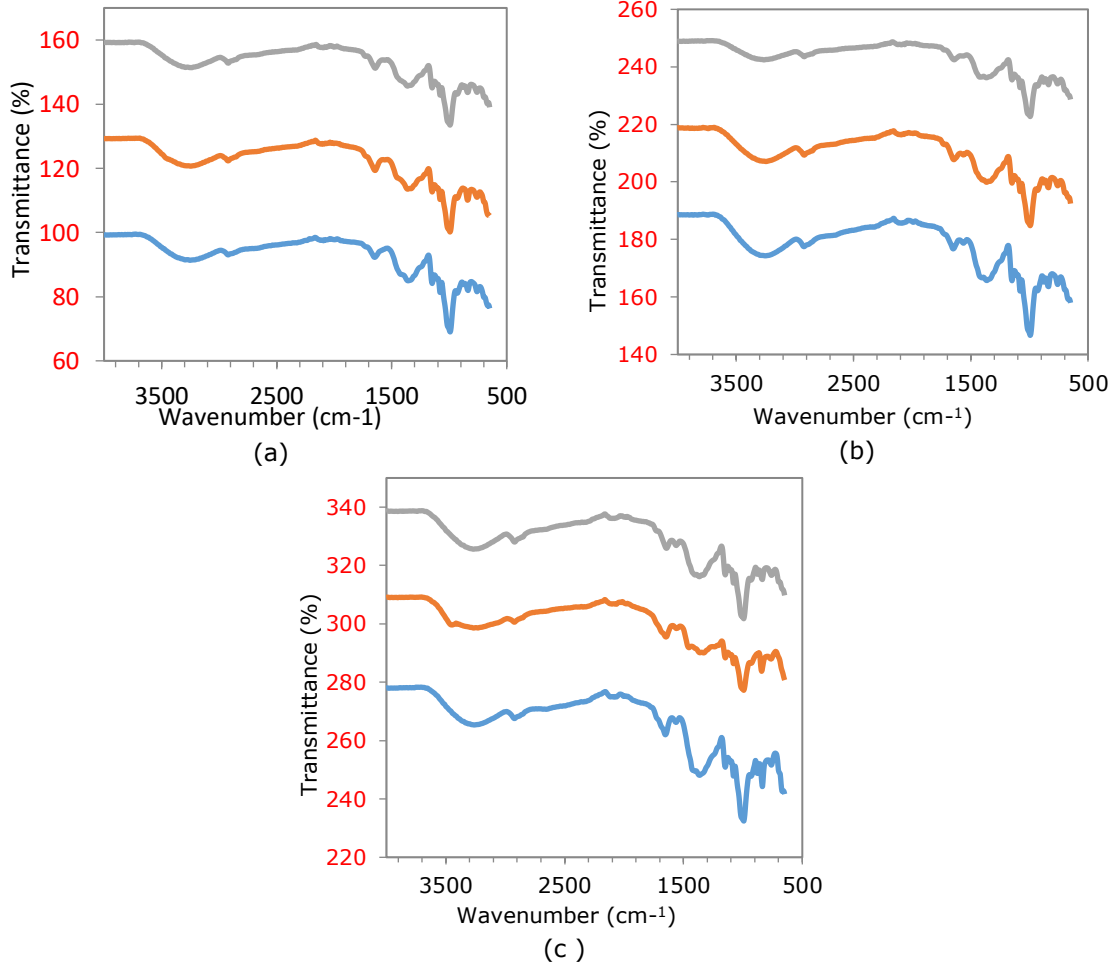 160
140
120
100
80
60
Transmittance (%)
3500 2500 1500 500
Wavenumber (cm-1)
(a)
260
240
220
200
180
160
140
Transmittance (%)
3500 2500 1500 500
Wavenumber (cm-1)
(b)
340
320
300
280
260
240
220
Transmittance (%)
3500 2500 1500 500
Wavenumber (cm-1)
(c )